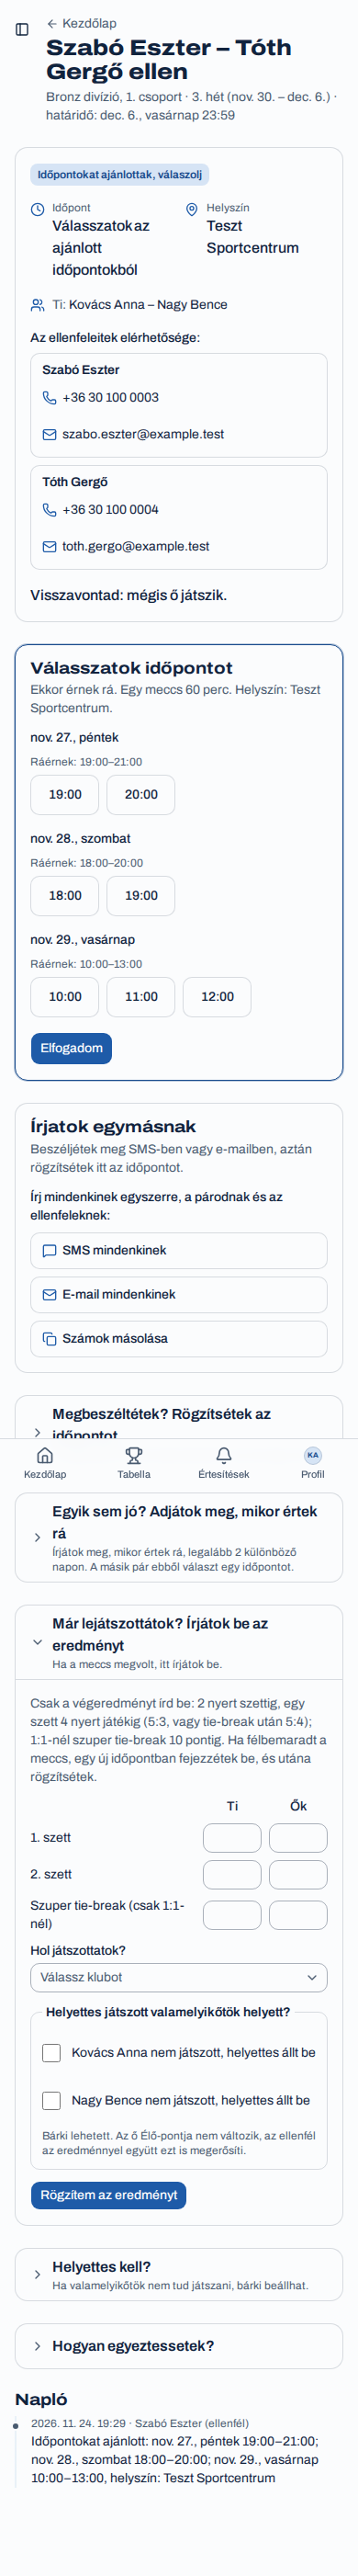 Kezdőlap
Szabó Eszter – Tóth
Gergő ellen
Bronz divízió, 1. csoport · 3. hét (nov. 30. – dec. 6.) ·
határidő: dec. 6., vasárnap 23:59
Időpontokat ajánlottak, válaszolj
Időpont
Válasszatok az
ajánlott
időpontokból
Helyszín
Teszt
Sportcentrum
Ti: Kovács Anna – Nagy Bence
Az ellenfeleitek elérhetősége:
Szabó Eszter
+36 30 100 0003
szabo.eszter@example.test
Tóth Gergő
+36 30 100 0004
toth.gergo@example.test
Visszavontad: mégis ő játszik.
Válasszatok időpontot
Ekkor érnek rá. Egy meccs 60 perc. Helyszín: Teszt
Sportcentrum.
nov. 27., péntek
Ráérnek: 19:00–21:00
19:00 20:00
nov. 28., szombat
Ráérnek: 18:00–20:00
18:00 19:00
nov. 29., vasárnap
Ráérnek: 10:00–13:00
10:00 11:00 12:00
Elfogadom
Írjatok egymásnak
Beszéljétek meg SMS-ben vagy e-mailben, aztán
rögzítsétek itt az időpontot.
Írj mindenkinek egyszerre, a párodnak és az
ellenfeleknek:
SMS mindenkinek
E-mail mindenkinek
Számok másolása
Megbeszéltétek? Rögzítsétek az
időpontot
Kezdőlap
Tabella
Értesítések
KA
Profil
Egyik sem jó? Adjátok meg, mikor értek
rá
Írjátok meg, mikor értek rá, legalább 2 különböző
napon. A másik pár ebből választ egy időpontot.
Már lejátszottátok? Írjátok be az
eredményt
Ha a meccs megvolt, itt írjátok be.
Csak a végeredményt írd be: 2 nyert szettig, egy
szett 4 nyert játékig (5:3, vagy tie-break után 5:4);
1:1-nél szuper tie-break 10 pontig. Ha félbemaradt a
meccs, egy új időpontban fejezzétek be, és utána
rögzítsétek.
Ti Ők
1. szett
2. szett
Szuper tie-break (csak 1:1-
nél)
Hol játszottatok?
Válassz klubot
Helyettes játszott valamelyikőtök helyett?
Kovács Anna nem játszott, helyettes állt be
Nagy Bence nem játszott, helyettes állt be
Bárki lehetett. Az ő Élő-pontja nem változik, az ellenfél
az eredménnyel együtt ezt is megerősíti.
Rögzítem az eredményt
Helyettes kell?
Ha valamelyikőtök nem tud játszani, bárki beállhat.
Hogyan egyeztessetek?
Napló
2026. 11. 24. 19:29 · Szabó Eszter (ellenfél)
Időpontokat ajánlott: nov. 27., péntek 19:00–21:00;
nov. 28., szombat 18:00–20:00; nov. 29., vasárnap
10:00–13:00, helyszín: Teszt Sportcentrum